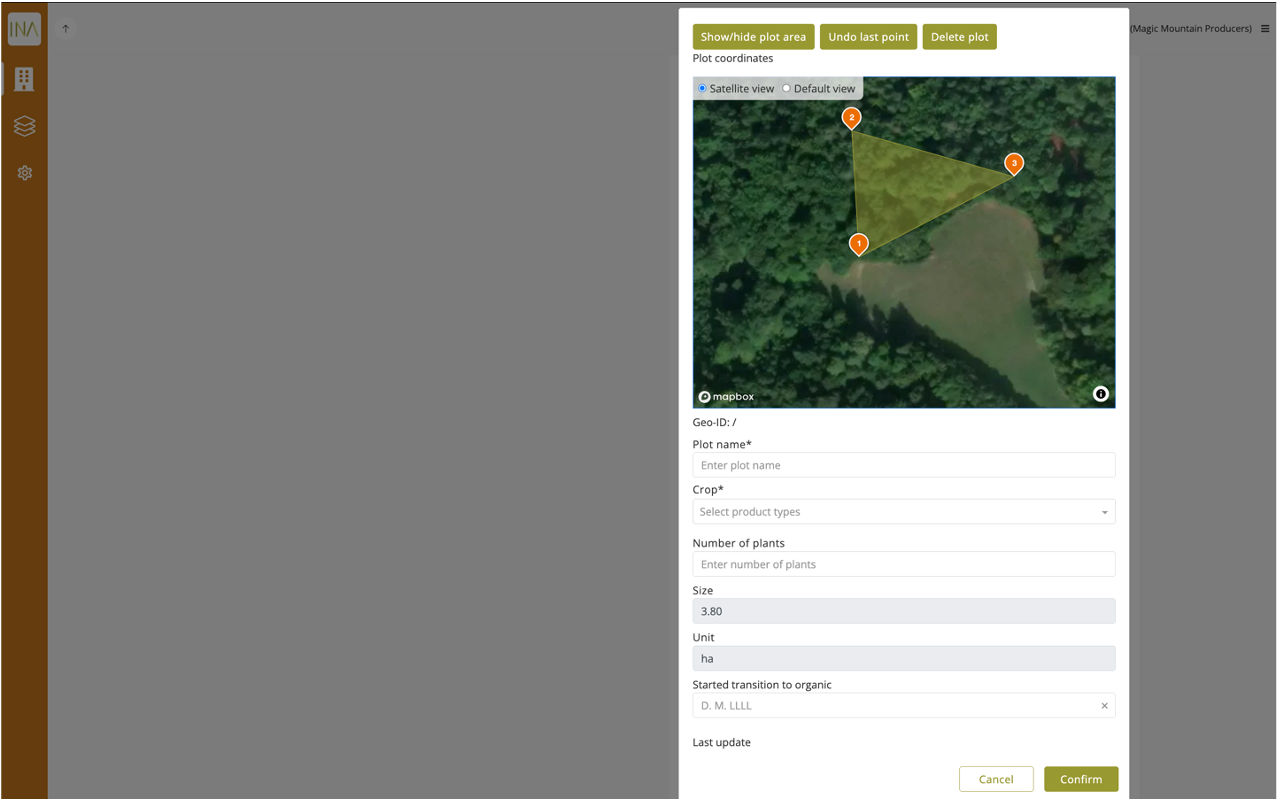 INA
(Magic Mountain Producers)
Show/hide plot area Undo last point Delete plot
Plot coordinates
Satellite view Default view
2
3
1
mapbox
Geo-ID: /
Plot name*
Enter plot name
Crop*
Select product types
Number of plants
Enter number of plants
Size
3.80
Unit
ha
Started transition to organic
D. M. LLLL
Last update
Cancel Confirm